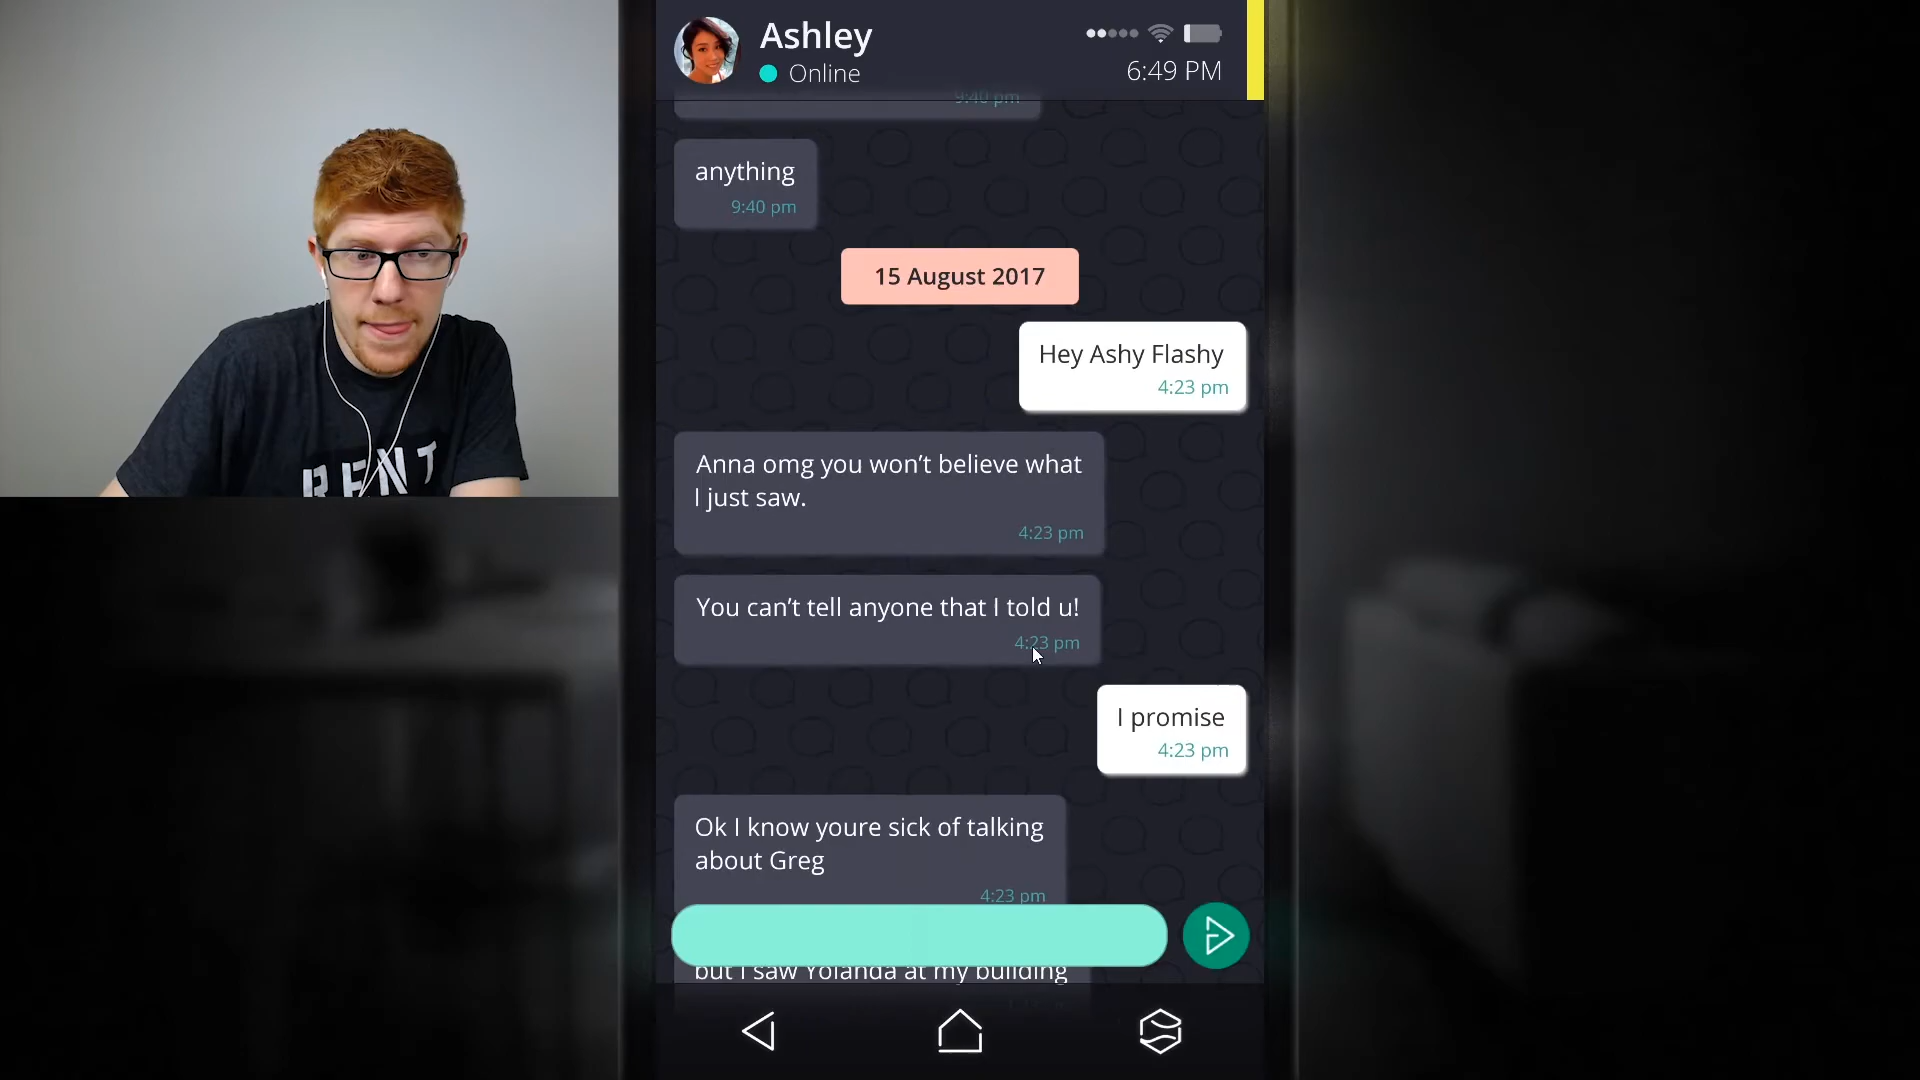 Ashley
Online
6:49 PM
9:40 pm
anything
9:40 pm
15 August 2017
Hey Ashy Flashy
4:23 pm
Anna omg you won't believe what
I just saw.
4:23 pm
You can't tell anyone that I told u!
4:23 pm
I promise
4:23 pm
Ok I know youre sick of talking
about Greg
4:23 pm
but I saw Yolanda at my building
RENT